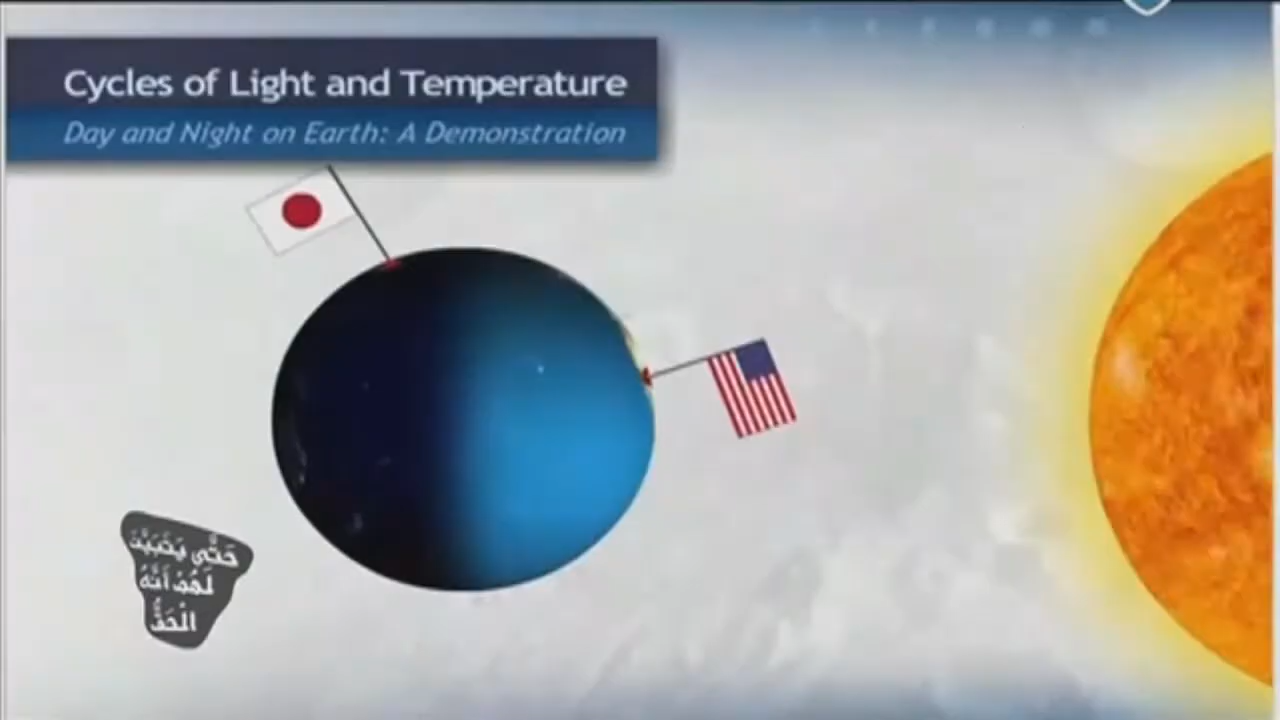 Cycles of Light and Temperature
Day and Night on Earth: A Demonstration
حَتَّى يَتَبَيَّنَ
لَهُمْ أَنَّهُ
الْحَقُّ